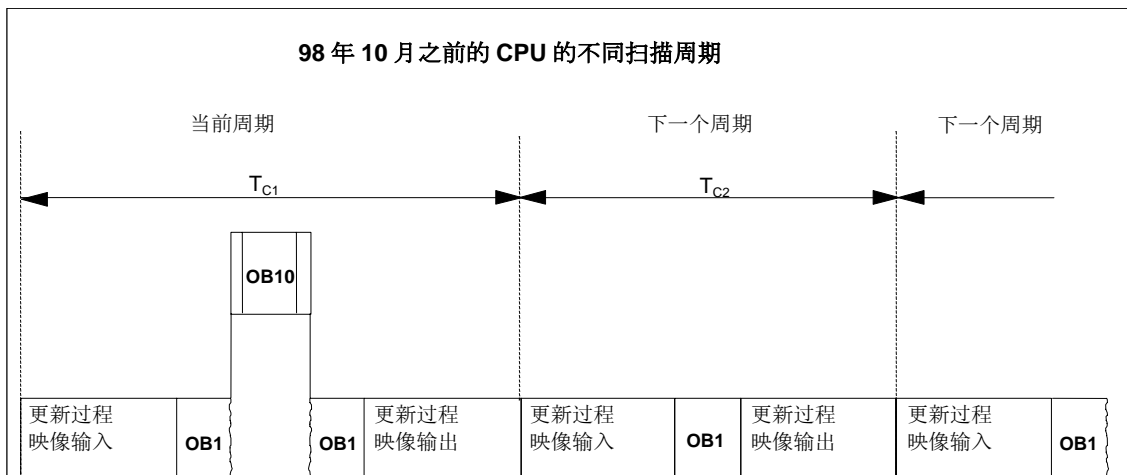 98 年 10 月之前的 CPU 的不同扫描周期
当前周期
下一个周期
下一个周期
TC1
TC2
OB10
更新过程
映像输入
OB1
OB1
更新过程
映像输出
更新过程
映像输入
OB1
更新过程
映像输出
更新过程
映像输入
OB1